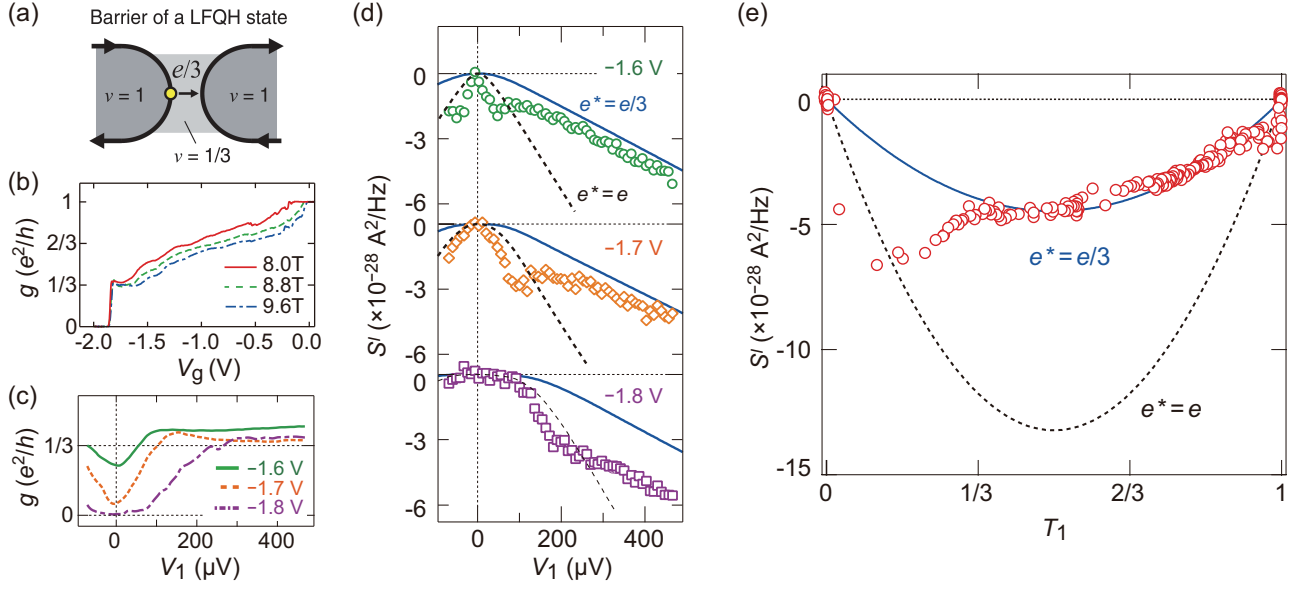 (a)
Barrier of a LFQH state
e/3
ν = 1
ν = 1
ν = 1/3
(b)
g (e²/h)
1
2/3
1/3
0
8.0T
8.8T
9.6T
-2.0
-1.5
-1.0
-0.5
0.0
Vg (V)
(c)
g (e²/h)
1/3
0
−1.6 V
−1.7 V
−1.8 V
0
200
400
V1 (μV)
(d)
Sᴵ (×10⁻²⁸ A²/Hz)
0
-3
-6
−1.6 V
e* = e/3
e* = e
0
-3
-6
−1.7 V
0
-3
-6
−1.8 V
0
200
400
V1 (μV)
(e)
Sᴵ (×10⁻²⁸ A²/Hz)
0
-5
-10
-15
e* = e/3
e* = e
0
1/3
2/3
1
T1